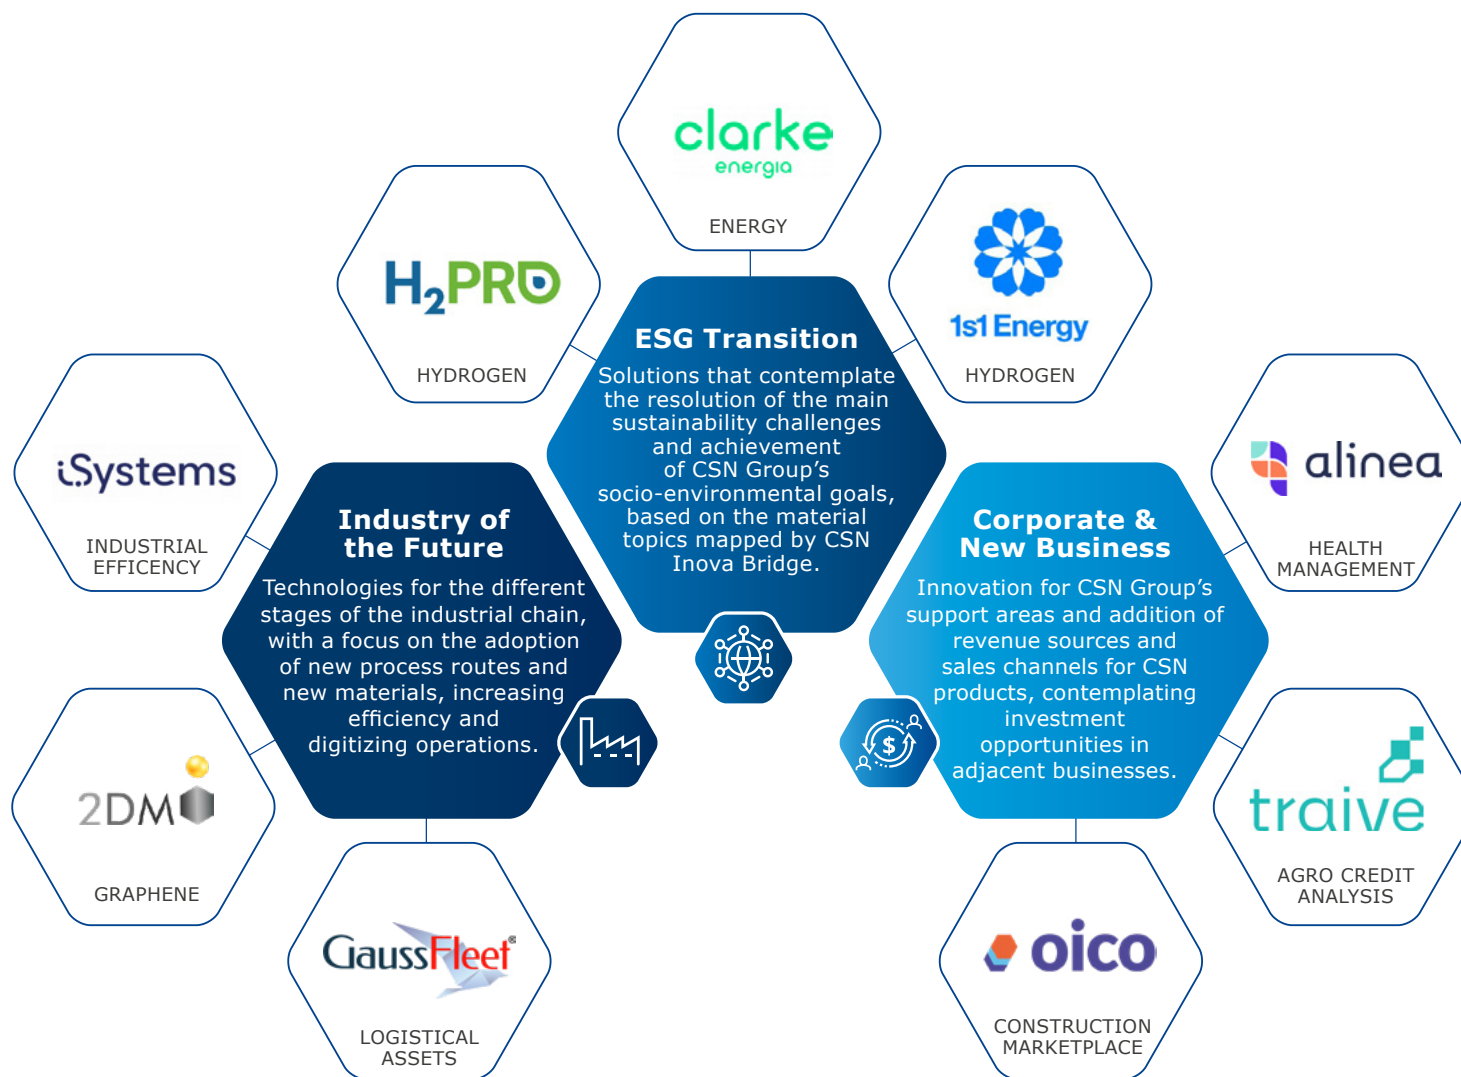 clarke
energia
ENERGY
H₂PRO
HYDROGEN
1s1 Energy
HYDROGEN
ESG Transition
Solutions that contemplate
the resolution of the main
sustainability challenges
and achievement
of CSN Group’s
socio-environmental goals,
based on the material
topics mapped by CSN
Inova Bridge.
iSystems
INDUSTRIAL
EFFICENCY
Industry of
the Future
Technologies for the different
stages of the industrial chain,
with a focus on the adoption
of new process routes and
new materials, increasing
efficiency and
digitizing operations.
2DM
GRAPHENE
GaussFleet
LOGISTICAL
ASSETS
Corporate &
New Business
Innovation for CSN Group’s
support areas and addition of
revenue sources and
sales channels for CSN
products, contemplating
investment
opportunities in
adjacent businesses.
$
alinea
HEALTH
MANAGEMENT
traive
AGRO CREDIT
ANALYSIS
oico
CONSTRUCTION
MARKETPLACE